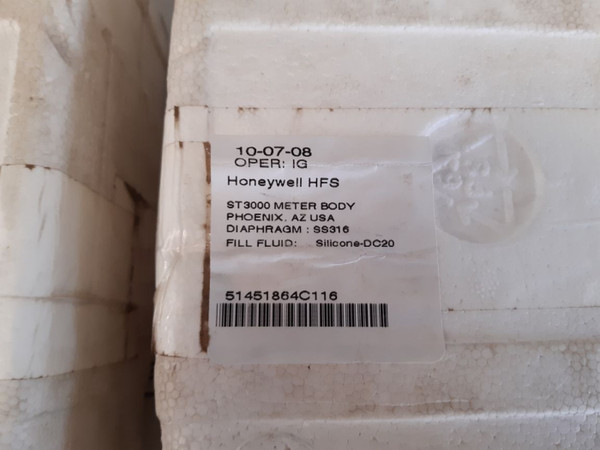 10-07-08
OPER: IG
Honeywell HFS
ST3000 METER BODY
PHOENIX, AZ USA
DIAPHRAGM : SS316
FILL FLUID: Silicone-DC20
51451864C116